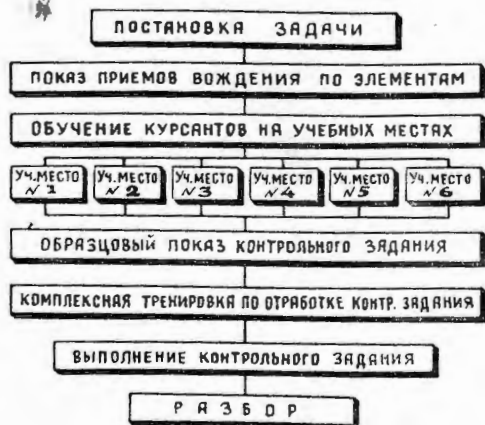 ПОСТАНОВКА ЗАДАЧИ
ПОКАЗ ПРИЕМОВ ВОЖДЕНИЯ ПО ЭЛЕМЕНТАМ
ОБУЧЕНИЕ КУРСАНТОВ НА УЧЕБНЫХ МЕСТАХ
УЧ.МЕСТО УЧ.МЕСТО УЧ.МЕСТО УЧ.МЕСТО УЧ.МЕСТО УЧ.МЕСТО
№1 №2 №3 №4 №5 №6
ОБРАЗЦОВЫЙ ПОКАЗ КОНТРОЛЬНОГО ЗАДАНИЯ
КОМПЛЕКСНАЯ ТРЕНИРОВКА ПО ОТРАБОТКЕ КОНТР. ЗАДАНИЯ
ВЫПОЛНЕНИЕ КОНТРОЛЬНОГО ЗАДАНИЯ
РАЗБОР